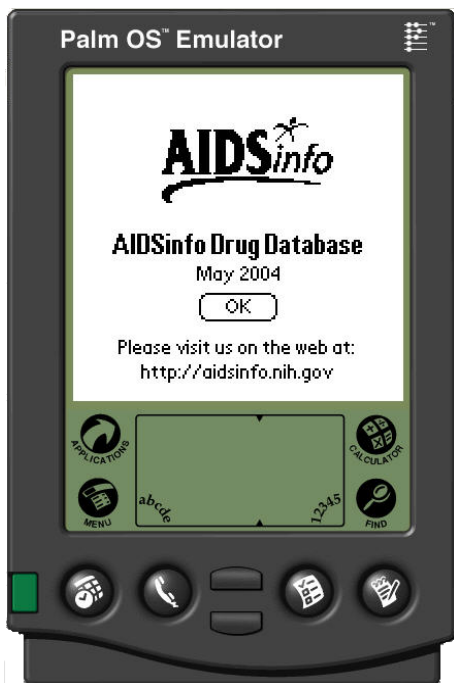 Palm OS™ Emulator
™
AIDSinfo
AIDSinfo Drug Database
May 2004
OK
Please visit us on the web at:
http://aidsinfo.nih.gov
APPLICATIONS
CALCULATOR
MENU
abcde
12345
FIND